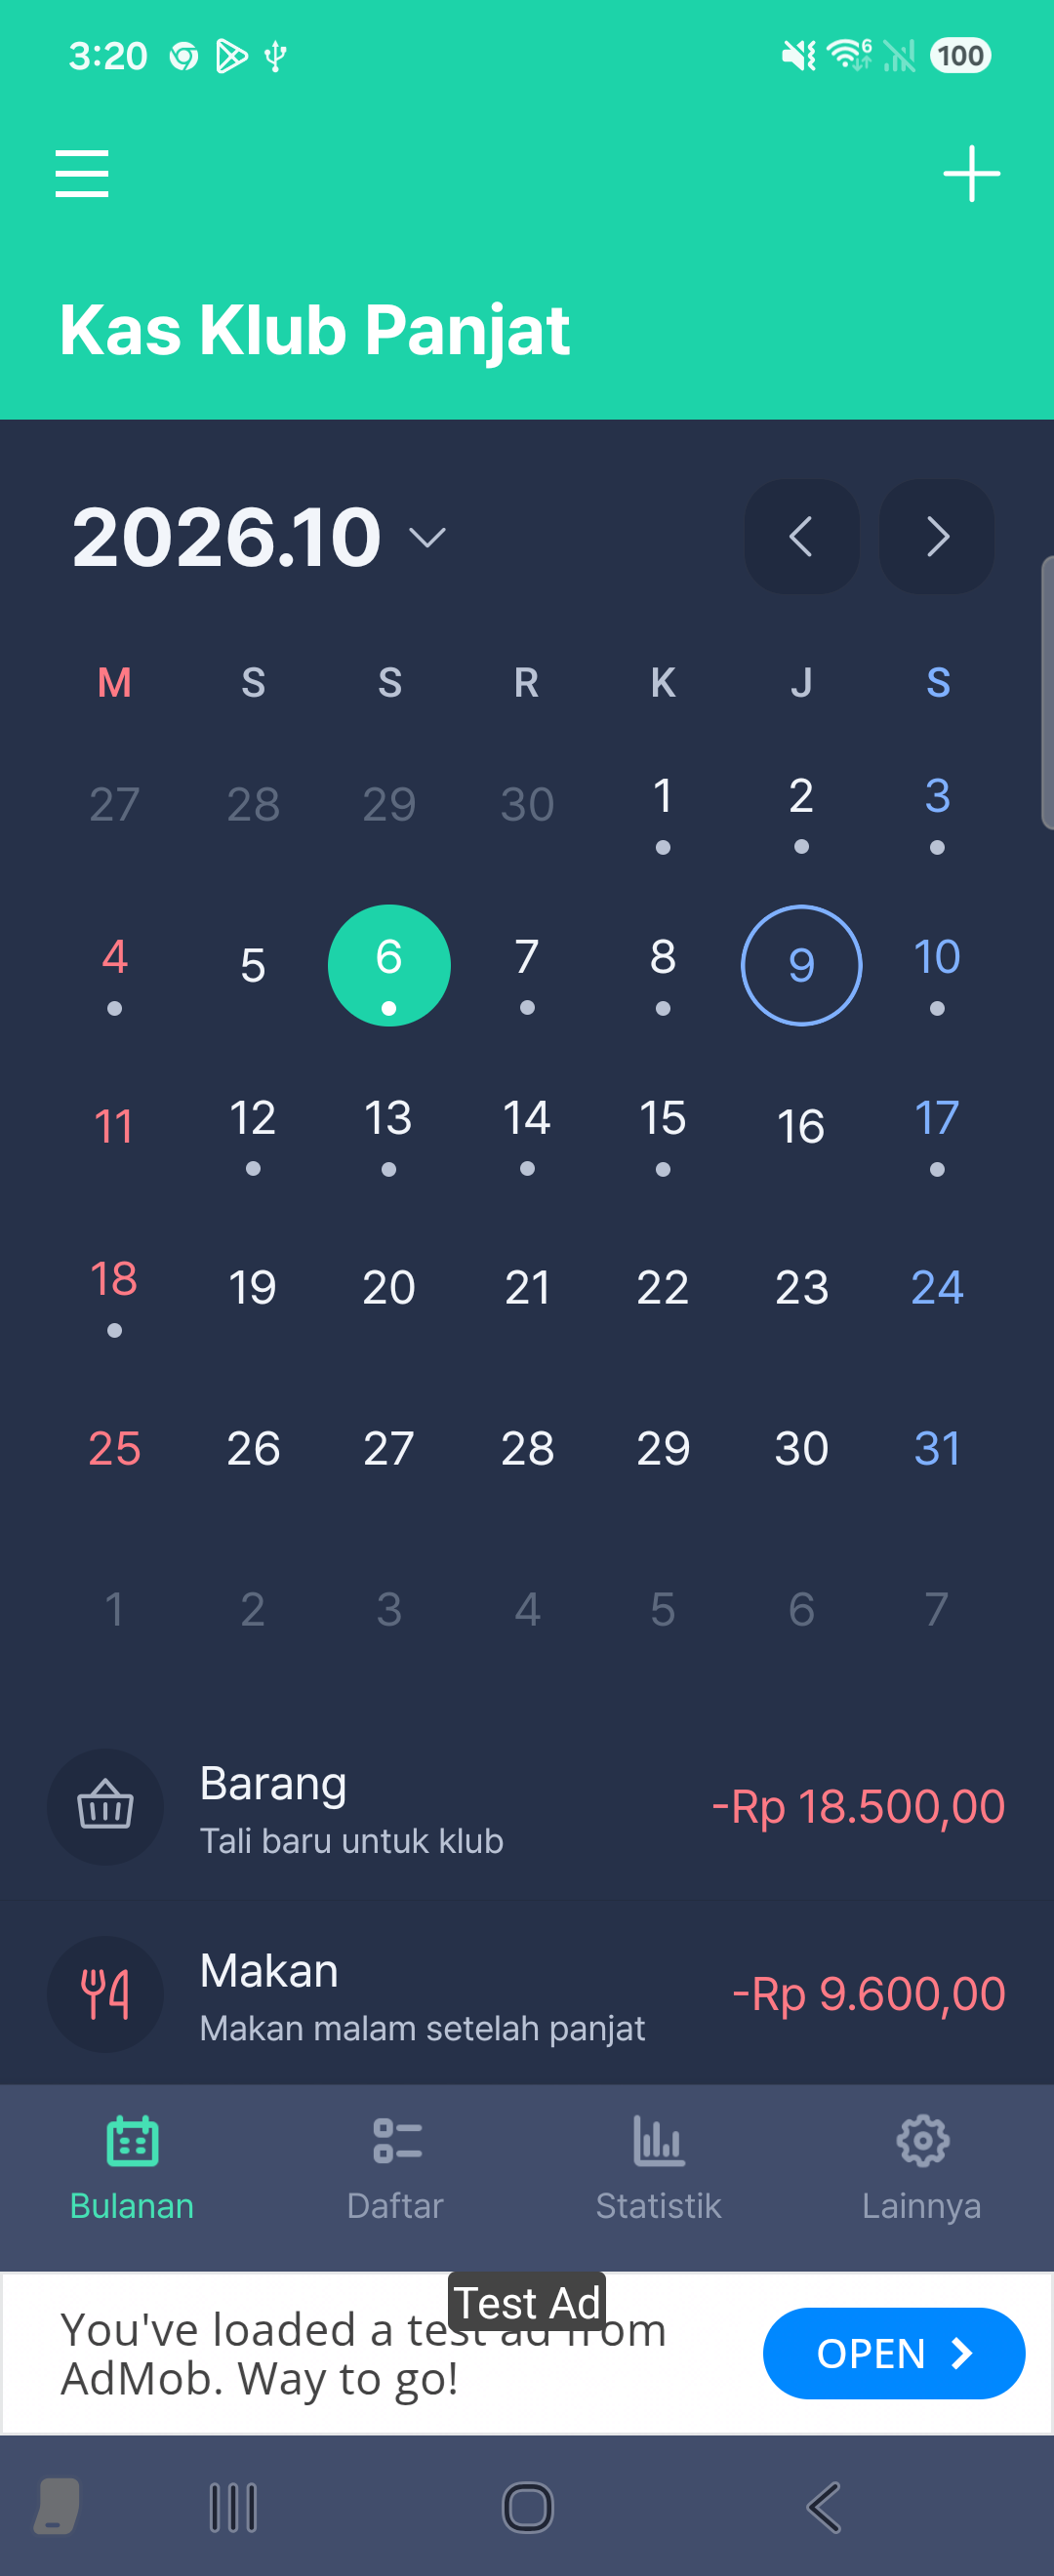 3:20
6
100
Kas Klub Panjat
2026.10
M S S R K J S
27 28 29 30 1 2 3
4 5 6 7 8 9 10
11 12 13 14 15 16 17
18 19 20 21 22 23 24
25 26 27 28 29 30 31
1 2 3 4 5 6 7
Barang
Tali baru untuk klub
-Rp 18.500,00
Makan
Makan malam setelah panjat
-Rp 9.600,00
Bulanan Daftar Statistik Lainnya
Test Ad
You've loaded a test ad from
AdMob. Way to go!
OPEN